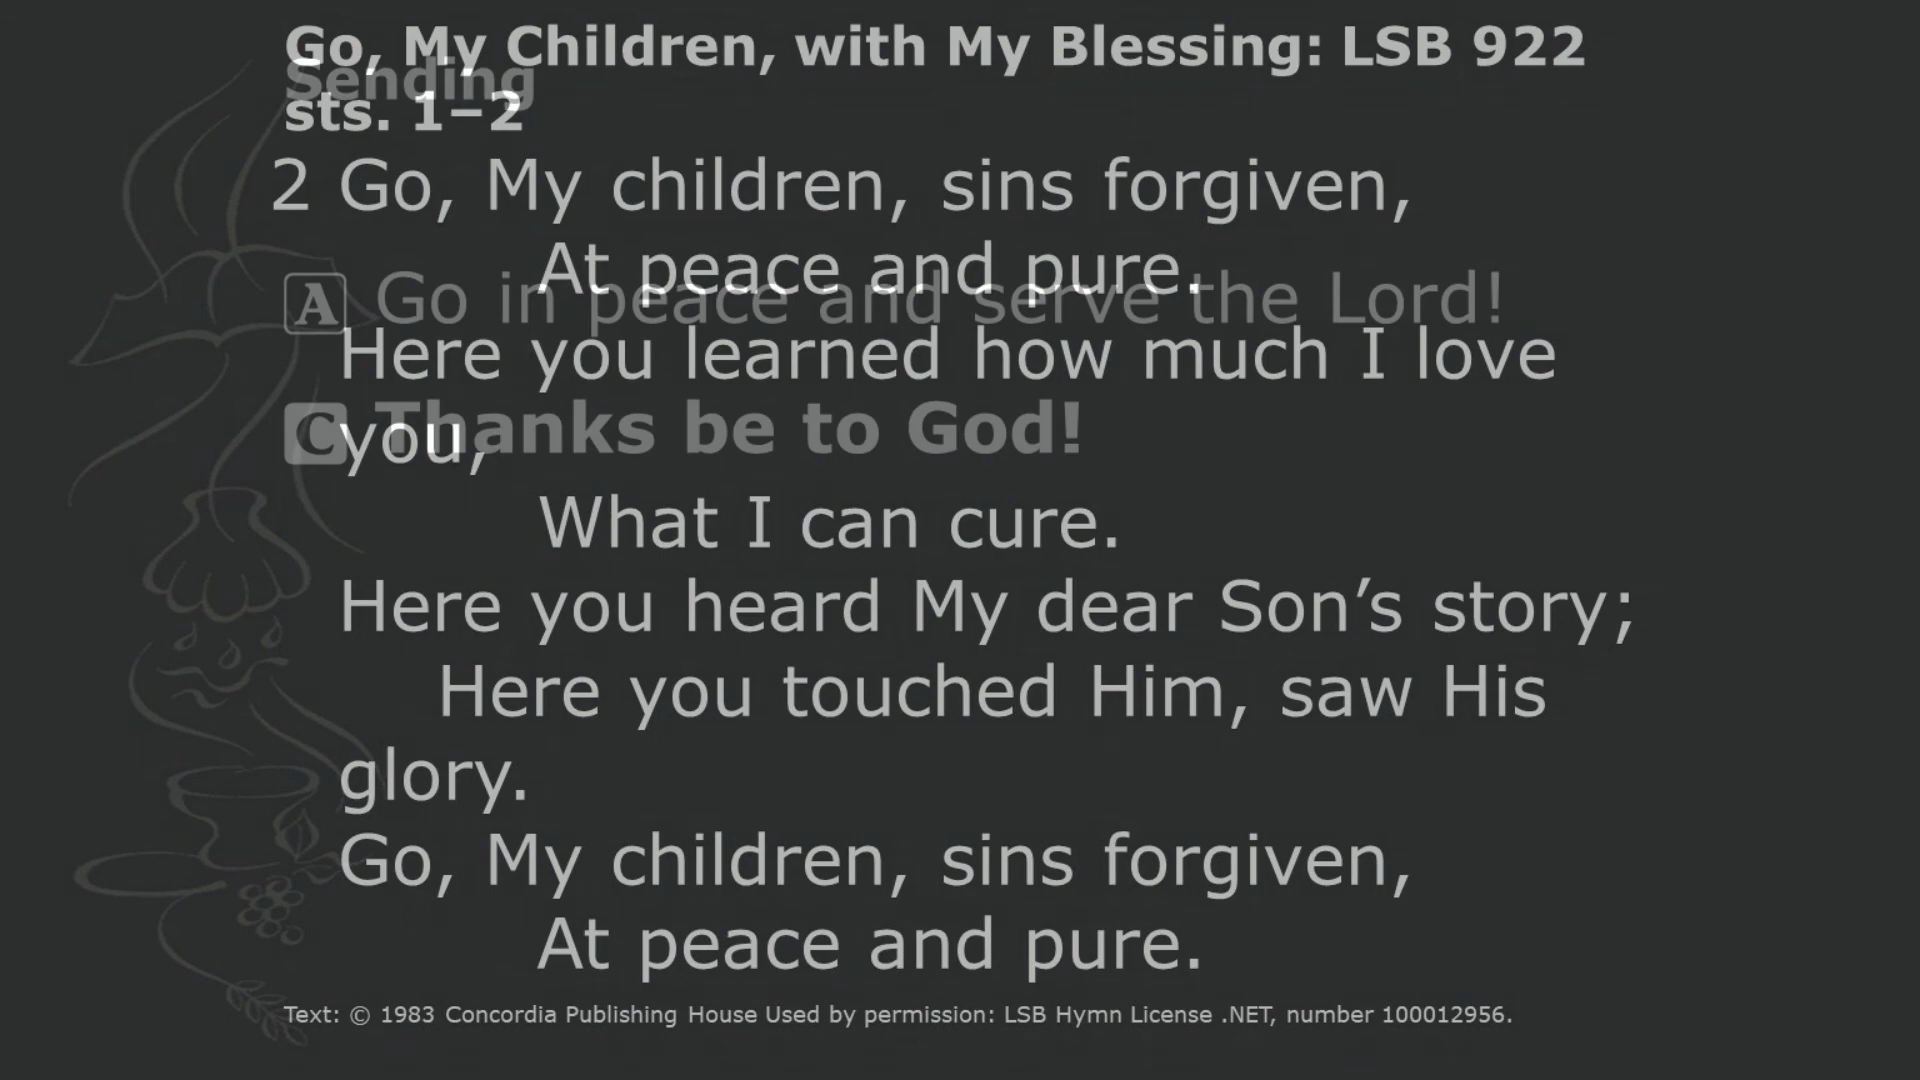 Go, My Children, with My Blessing: LSB 922
Sending
sts. 1–2
2 Go, My children, sins forgiven,
At peace and pure.
A Go in peace and serve the Lord!
Here you learned how much I love
C Thanks be to God!
you,
What I can cure.
Here you heard My dear Son’s story;
Here you touched Him, saw His
glory.
Go, My children, sins forgiven,
At peace and pure.
Text: © 1983 Concordia Publishing House Used by permission: LSB Hymn License .NET, number 100012956.